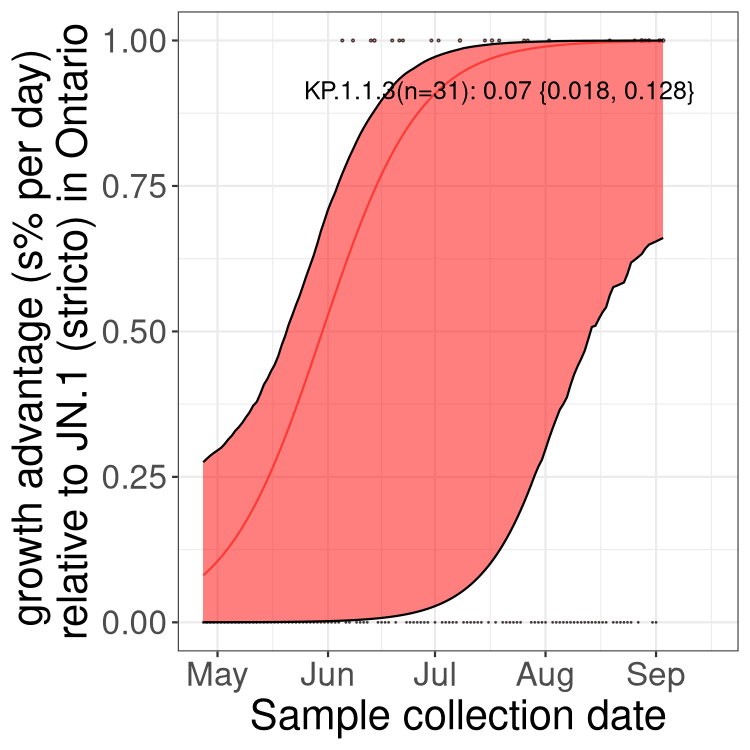 growth advantage (s% per day)
relative to JN.1 (stricto) in Ontario
1.00
0.75
0.50
0.25
0.00
KP.1.1.3(n=31): 0.07 {0.018, 0.128}
May Jun Jul Aug Sep
Sample collection date